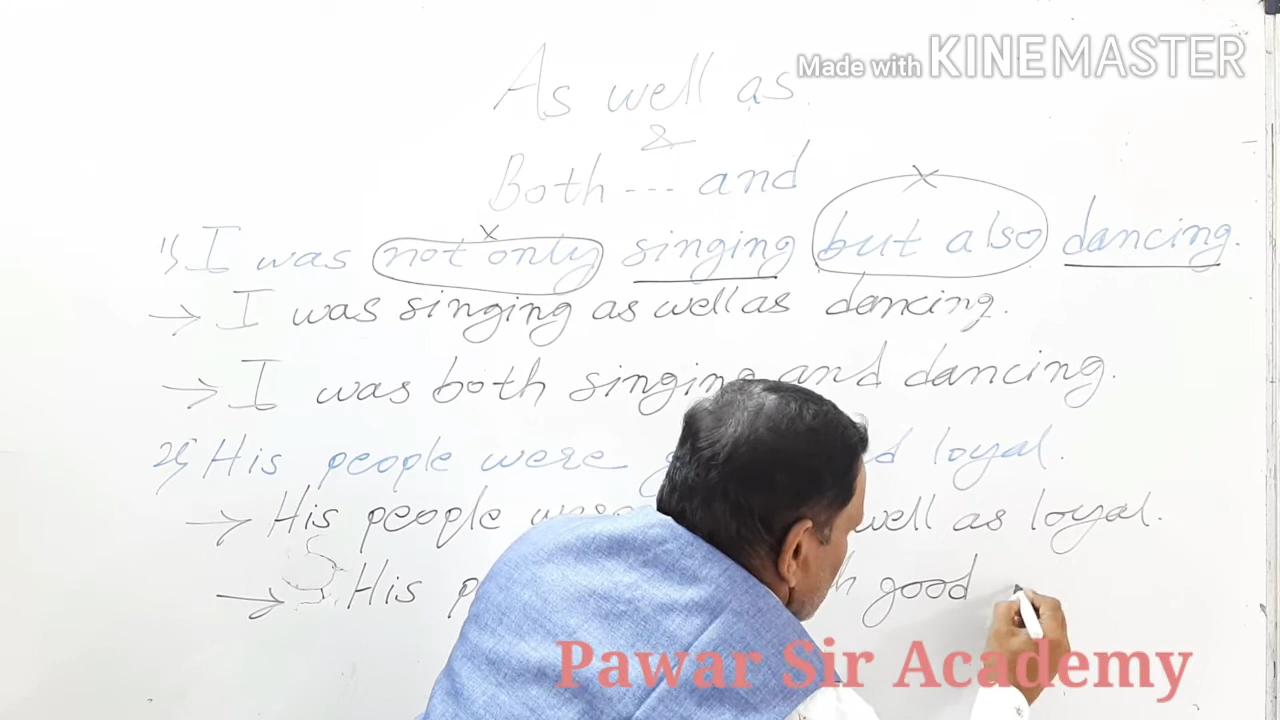 Made with KINEMASTER
As well as
&
Both --- and
1) I was not only singing but also dancing.
→ I was singing as well as dancing.
→ I was both singing and dancing.
2) His people were loyal.
→ His people well as loyal.
→ His good
Pawar Sir Academy